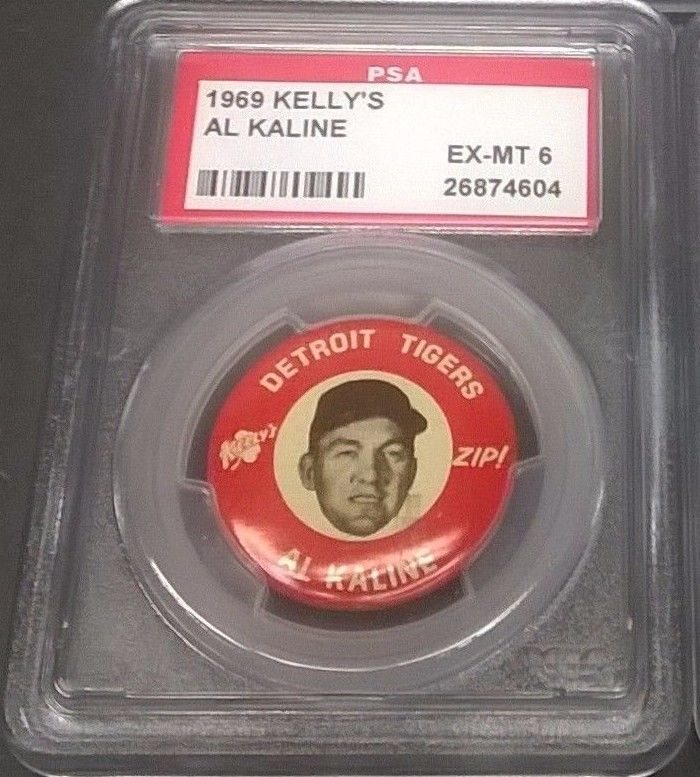 PSA
1969 KELLY'S
AL KALINE
EX-MT 6
26874604
DETROIT TIGERS
KELLY'S
ZIP!
AL KALINE